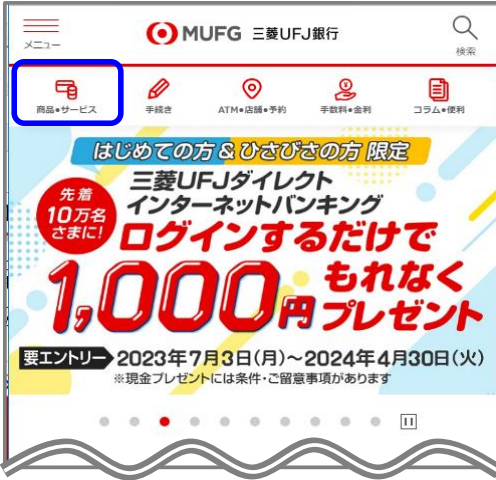 メニュー
MUFG 三菱UFJ銀行
検索
商品•サービス
手続き
ATM•店舗•予約
手数料•金利
コラム•便利
はじめての方&ひさびさの方 限定
先着
10万名
さまに!
三菱UFJダイレクト
インターネットバンキング
ログインするだけで
1,000円 もれなく
プレゼント
要エントリー 2023年7月3日(月)~2024年4月30日(火)
※現金プレゼントには条件・ご留意事項があります